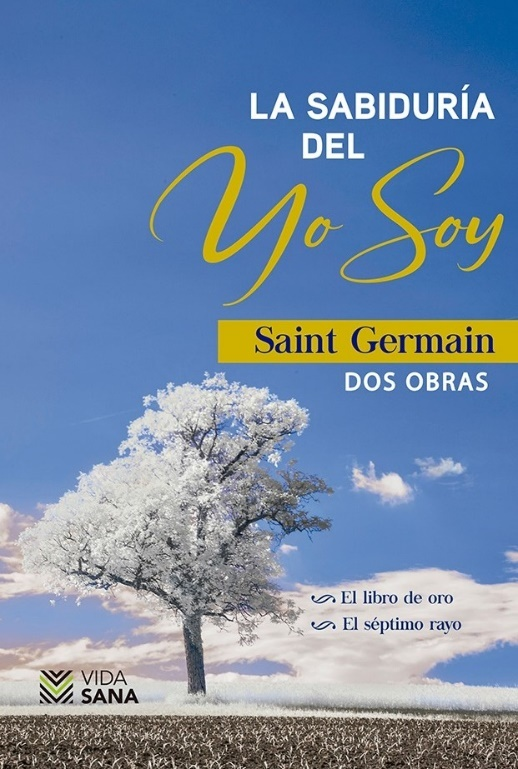 LA SABIDURÍA
DEL
Yo Soy
Saint Germain
DOS OBRAS
El libro de oro
El séptimo rayo
VIDA
SANA